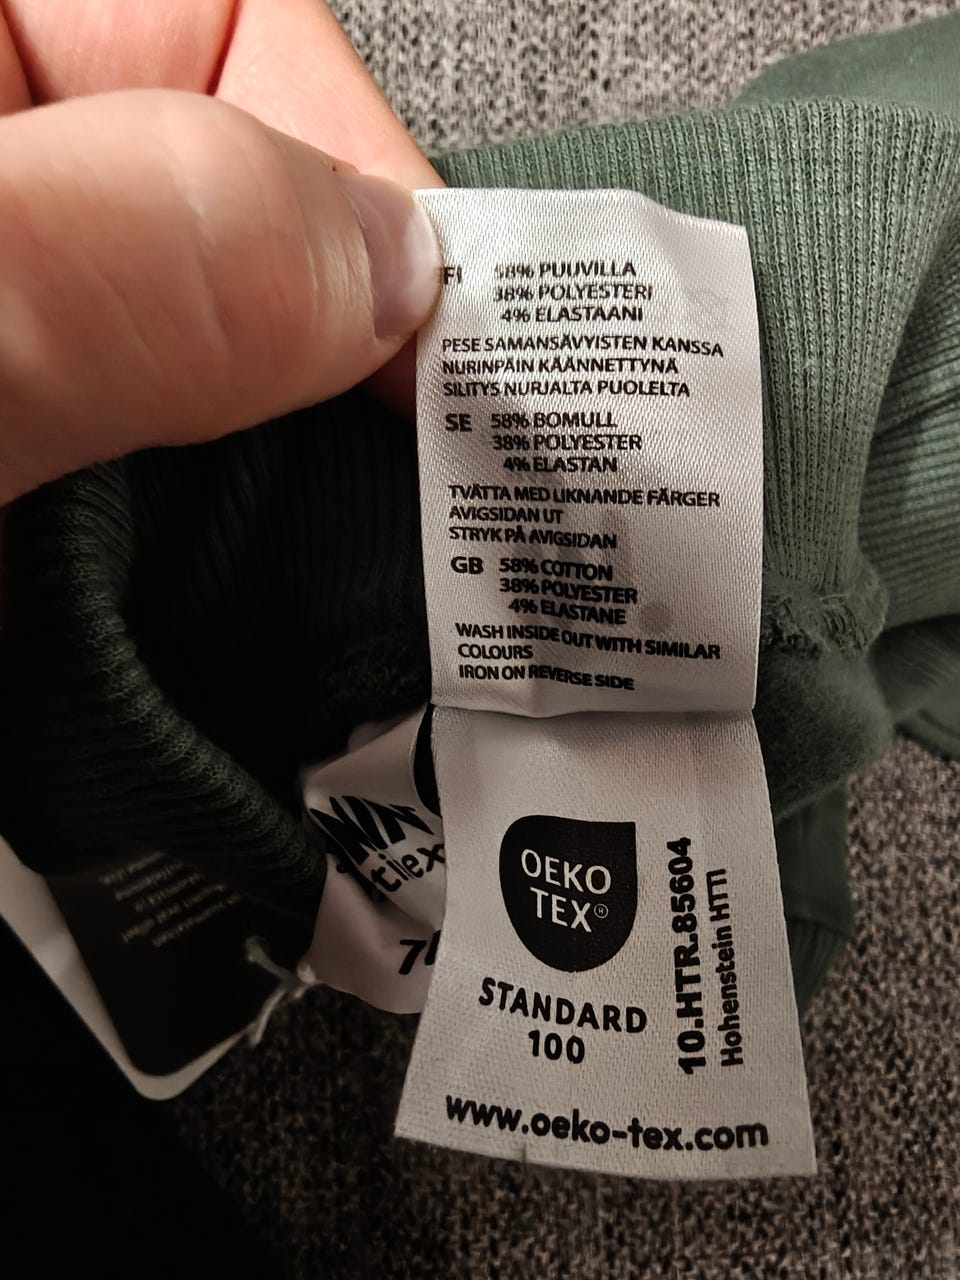 FI 58% PUUVILLA
38% POLYESTERI
4% ELASTAANI
PESE SAMANSÄVYISTEN KANSSA
NURINPÄIN KÄÄNNETTYNÄ
SILITYS NURJALTA PUOLELTA
SE 58% BOMULL
38% POLYESTER
4% ELASTAN
TVÄTTA MED LIKNANDE FÄRGER
AVIGSIDAN UT
STRYK PÅ AVIGSIDAN
GB 58% COTTON
38% POLYESTER
4% ELASTANE
WASH INSIDE OUT WITH SIMILAR
COLOURS
IRON ON REVERSE SIDE
OEKO
TEX®
STANDARD
100
10.HTR.85604
Hohenstein HTTI
www.oeko-tex.com